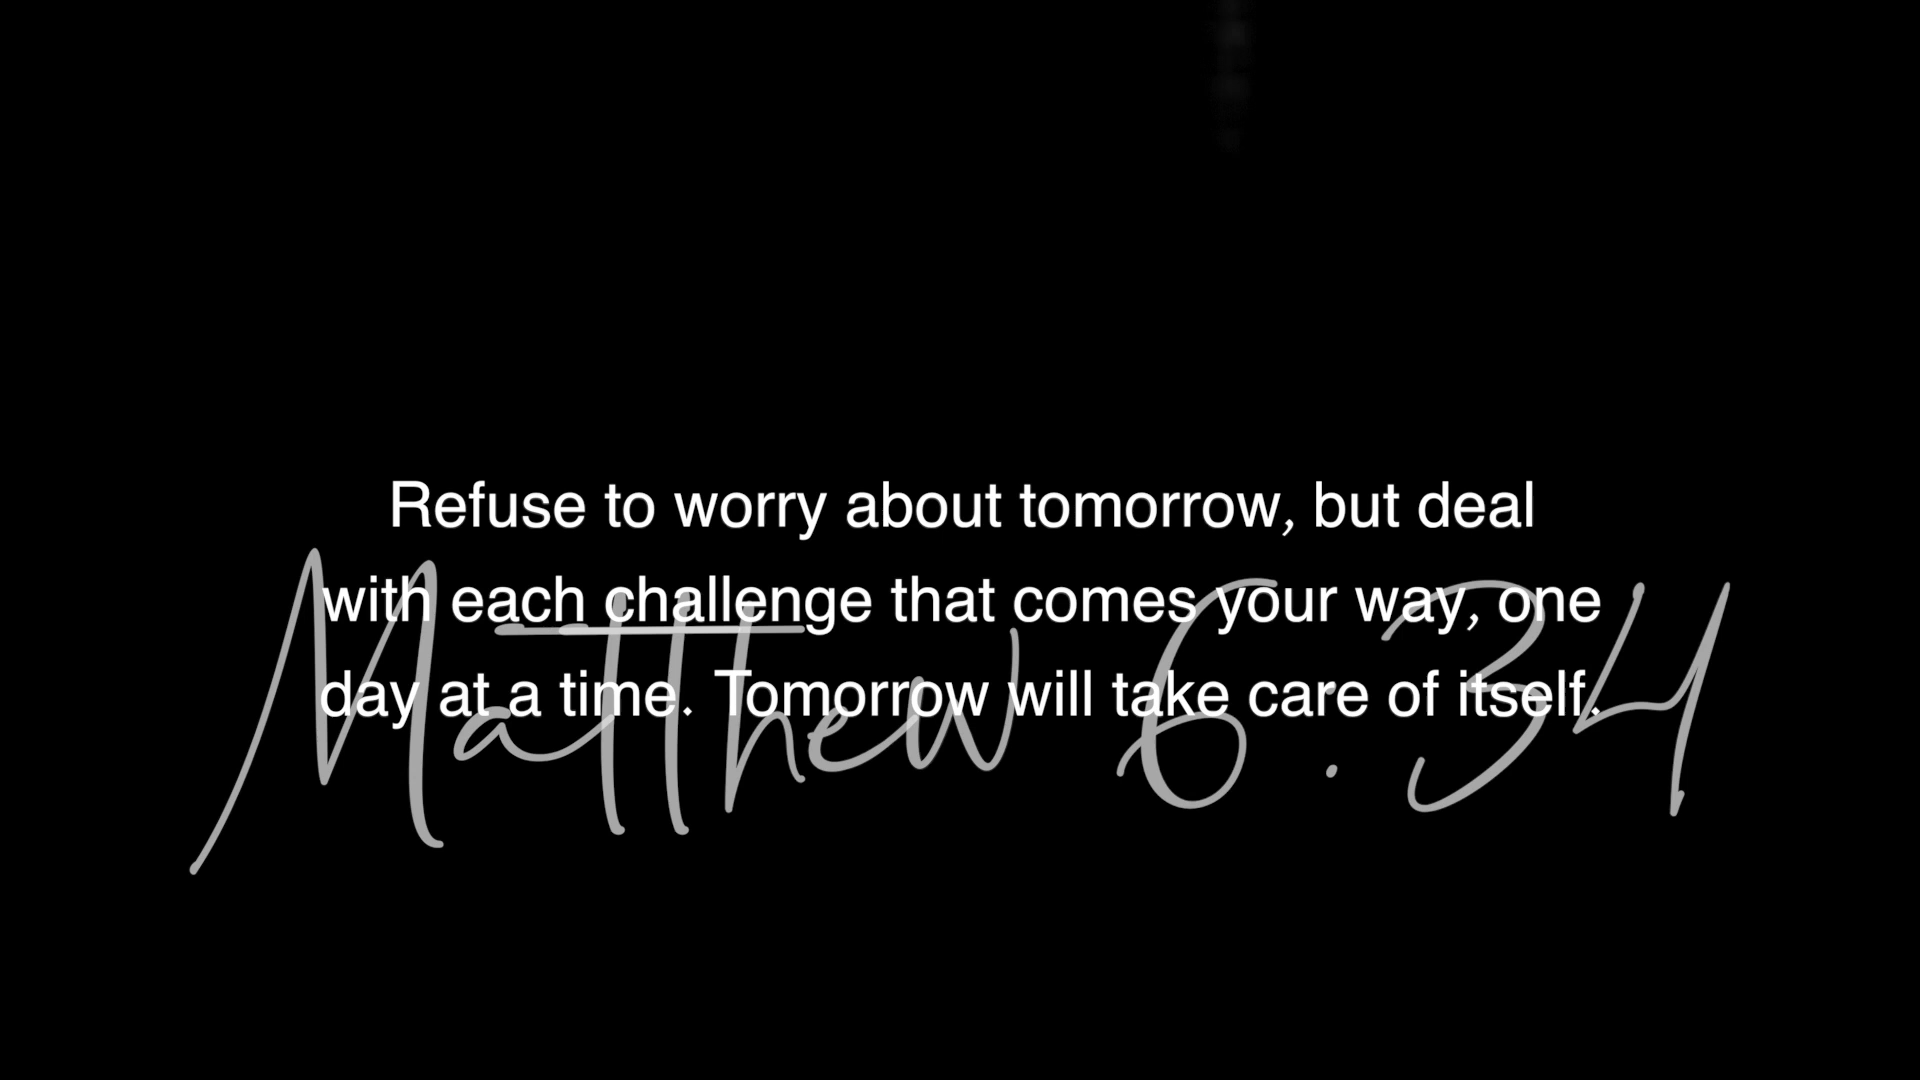 Refuse to worry about tomorrow, but deal
with each challenge that comes your way, one
day at a time. Tomorrow will take care of itself.
Matthew 6:34